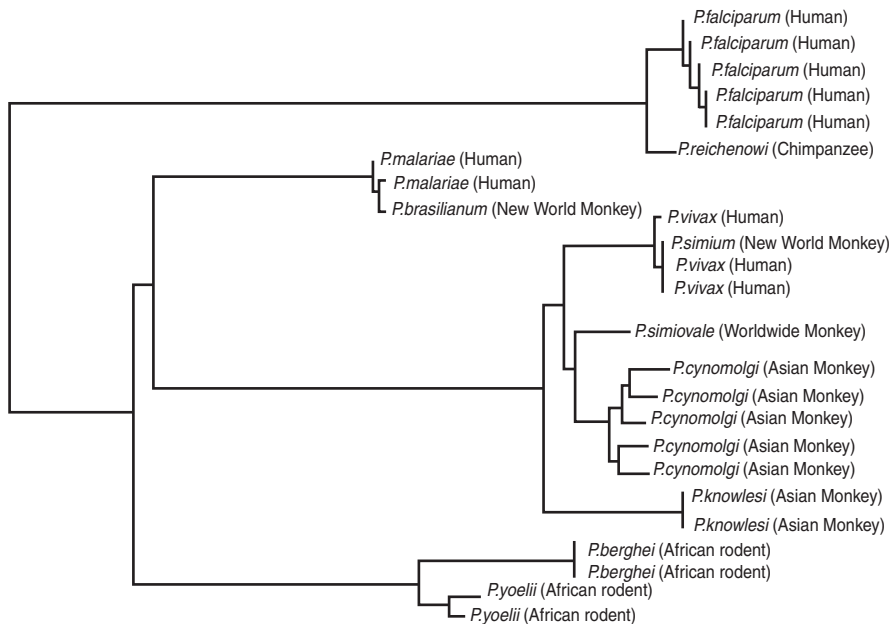 P.falciparum (Human)
P.falciparum (Human)
P.falciparum (Human)
P.falciparum (Human)
P.falciparum (Human)
P.reichenowi (Chimpanzee)
P.malariae (Human)
P.malariae (Human)
P.brasilianum (New World Monkey)
P.vivax (Human)
P.simium (New World Monkey)
P.vivax (Human)
P.vivax (Human)
P.simiovale (Worldwide Monkey)
P.cynomolgi (Asian Monkey)
P.cynomolgi (Asian Monkey)
P.cynomolgi (Asian Monkey)
P.cynomolgi (Asian Monkey)
P.cynomolgi (Asian Monkey)
P.knowlesi (Asian Monkey)
P.knowlesi (Asian Monkey)
P.berghei (African rodent)
P.berghei (African rodent)
P.yoelii (African rodent)
P.yoelii (African rodent)